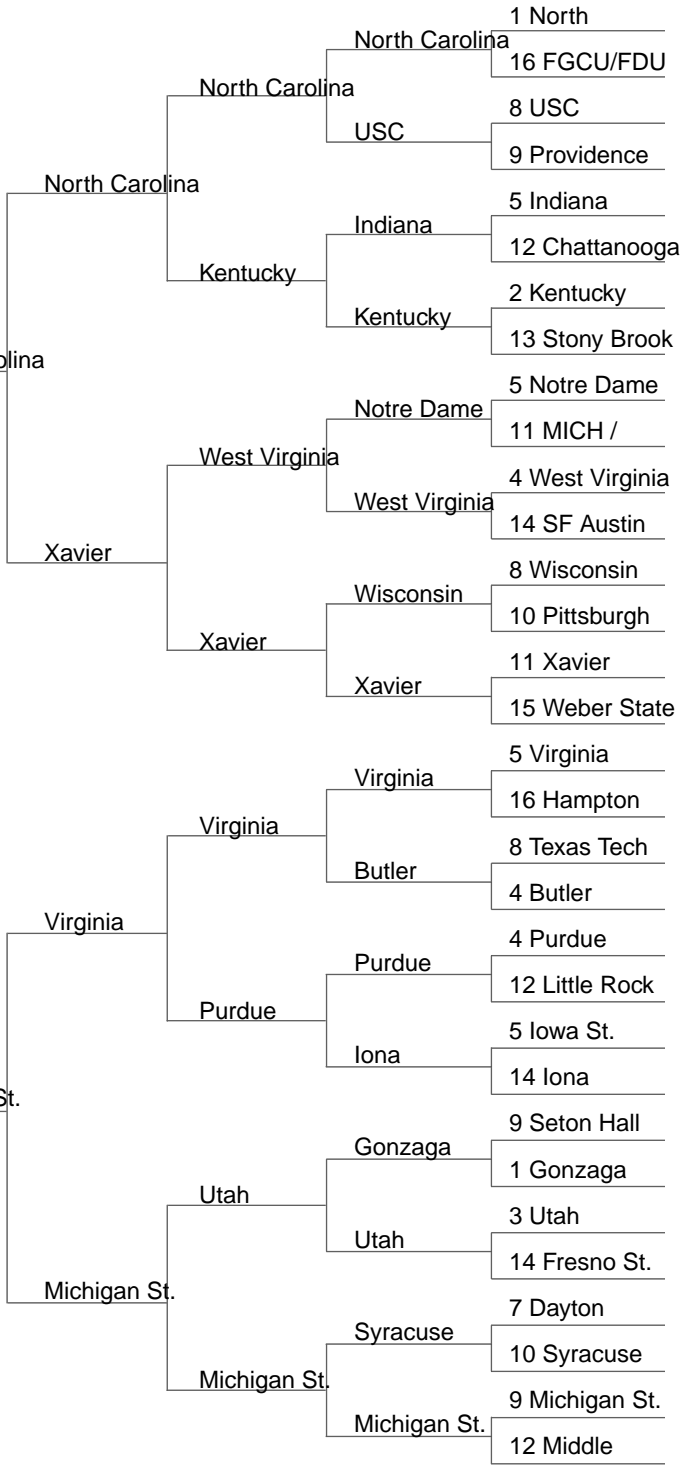 1 North
North Carolina
16 FGCU/FDU
North Carolina
8 USC
USC
9 Providence
North Carolina
5 Indiana
Indiana
12 Chattanooga
Kentucky
2 Kentucky
Kentucky
13 Stony Brook
olina
5 Notre Dame
Notre Dame
11 MICH /
West Virginia
4 West Virginia
West Virginia
14 SF Austin
Xavier
8 Wisconsin
Wisconsin
10 Pittsburgh
Xavier
11 Xavier
Xavier
15 Weber State
5 Virginia
Virginia
16 Hampton
Virginia
8 Texas Tech
Butler
4 Butler
Virginia
4 Purdue
Purdue
12 Little Rock
Purdue
5 Iowa St.
Iona
14 Iona
St.
9 Seton Hall
Gonzaga
1 Gonzaga
Utah
3 Utah
Utah
14 Fresno St.
Michigan St.
7 Dayton
Syracuse
10 Syracuse
Michigan St.
9 Michigan St.
Michigan St.
12 Middle